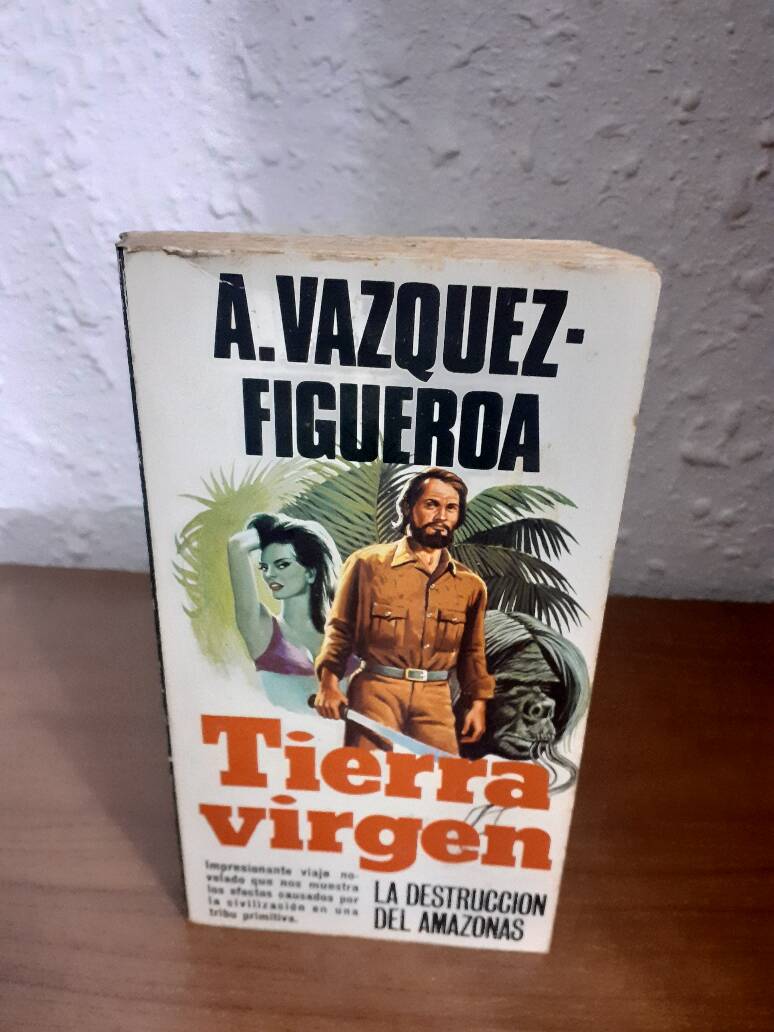 A.VAZQUEZ-
FIGUEROA
Tierra
virgen
Impresionante viaje no-
velado que nos muestra
los efectos causados por
la civilización en una
tribu primitiva.
LA DESTRUCCION
DEL AMAZONAS